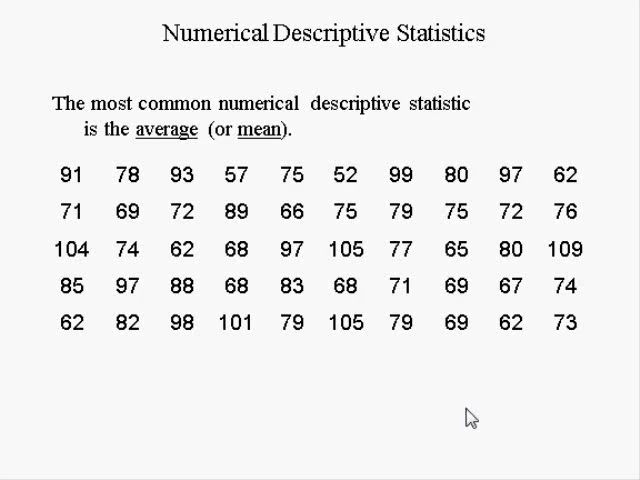 Numerical Descriptive Statistics
The most common numerical descriptive statistic
is the average (or mean).
91 78 93 57 75 52 99 80 97 62
71 69 72 89 66 75 79 75 72 76
104 74 62 68 97 105 77 65 80 109
85 97 88 68 83 68 71 69 67 74
62 82 98 101 79 105 79 69 62 73